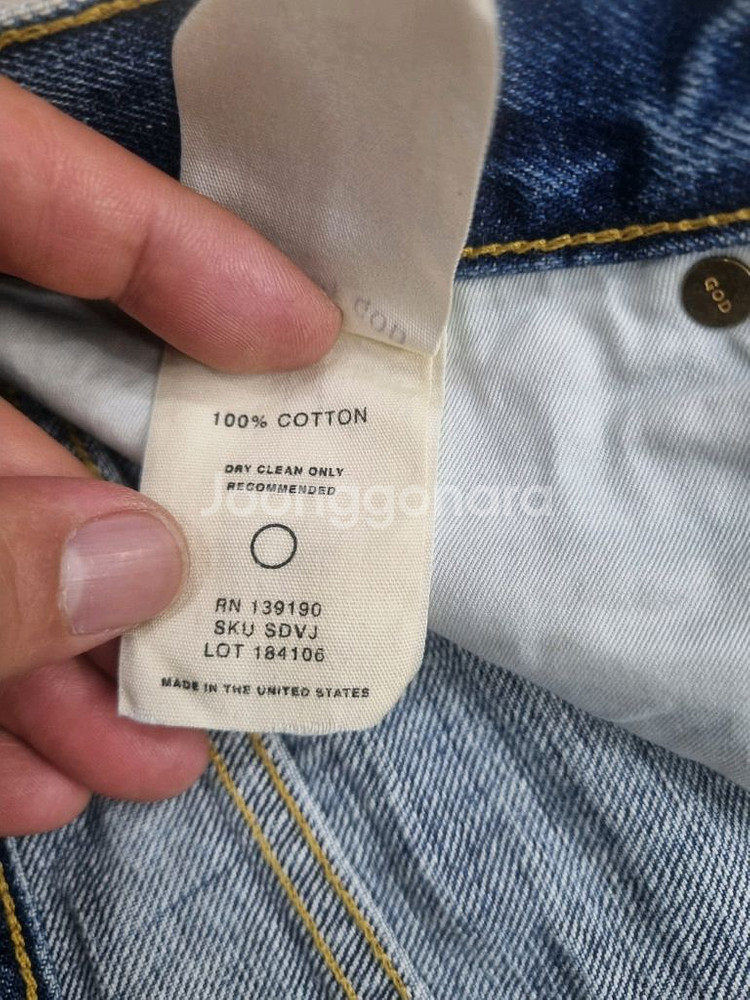 GOD
GOD
100% COTTON
DRY CLEAN ONLY
RECOMMENDED
Joonggonara
RN 139190
SKU SDVJ
LOT 184106
MADE IN THE UNITED STATES